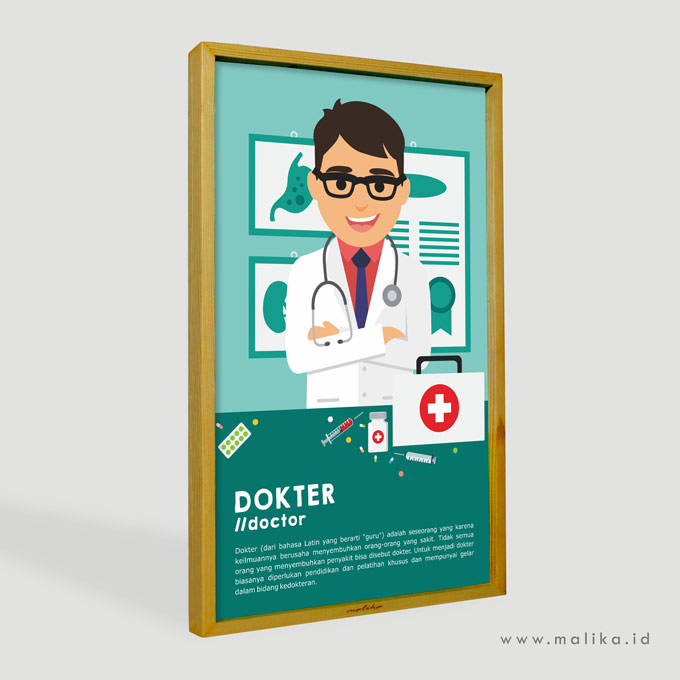 DOKTER
//doctor
Dokter (dari bahasa Latin yang berarti "guru") adalah seseorang yang karena
keilmuannya berusaha menyembuhkan orang-orang yang sakit. Tidak semua
orang yang menyembuhkan penyakit bisa disebut dokter. Untuk menjadi dokter
biasanya diperlukan pendidikan dan pelatihan khusus dan mempunyai gelar
dalam bidang kedokteran.
malika
www.malika.id